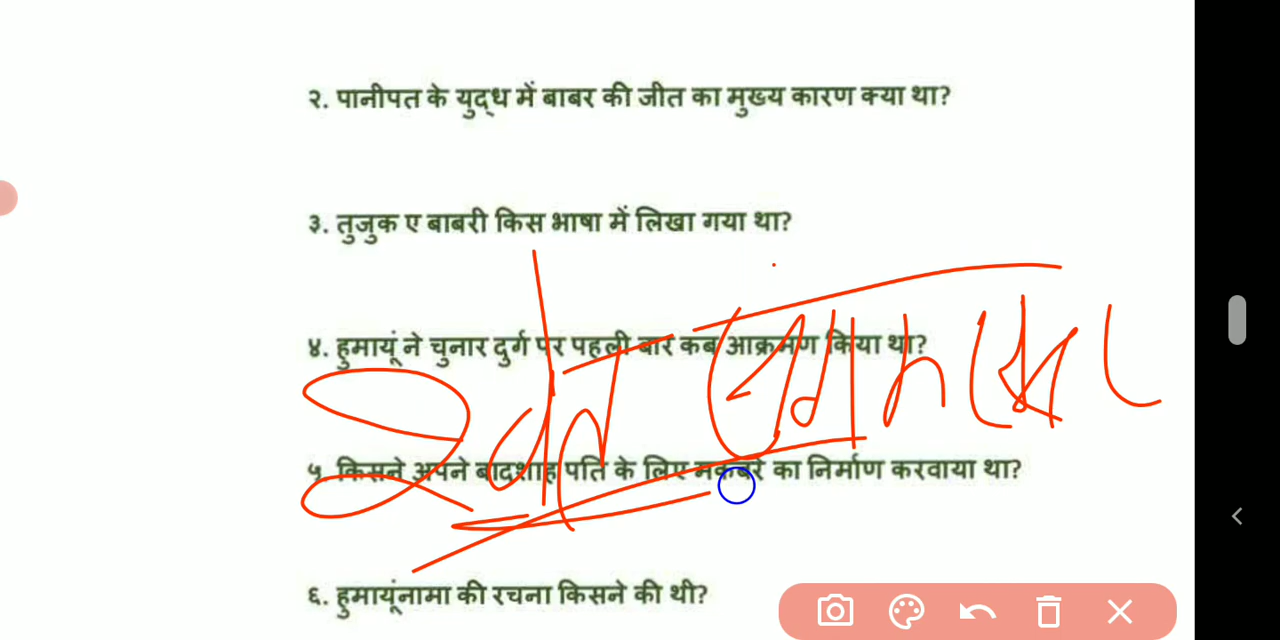 २. पानीपत के युद्ध में बाबर की जीत का मुख्य कारण क्या था?
३. तुजुक ए बाबरी किस भाषा में लिखा गया था?
४. हुमायूं ने चुनार दुर्ग पर पहली बार कब आक्रमण किया था?
५. किसने अपने बादशाह पति के लिए मकबरे का निर्माण करवाया था?
६. हुमायूंनामा की रचना किसने की थी?